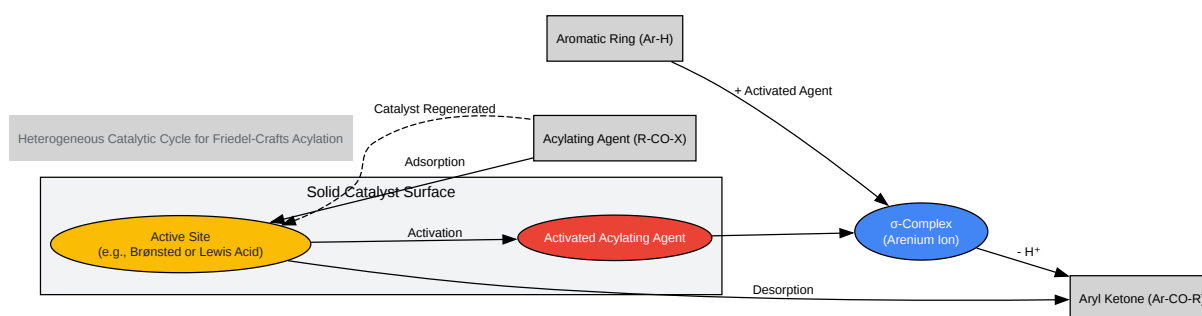 Aromatic Ring (Ar-H)
+ Activated Agent
Catalyst Regenerated
Heterogeneous Catalytic Cycle for Friedel-Crafts Acylation
Acylating Agent (R-CO-X)
Adsorption
Solid Catalyst Surface
Active Site
(e.g., Brønsted or Lewis Acid)
Activation
Activated Acylating Agent
σ-Complex
(Arenium Ion)
- H⁺
Desorption
Aryl Ketone (Ar-CO-R)